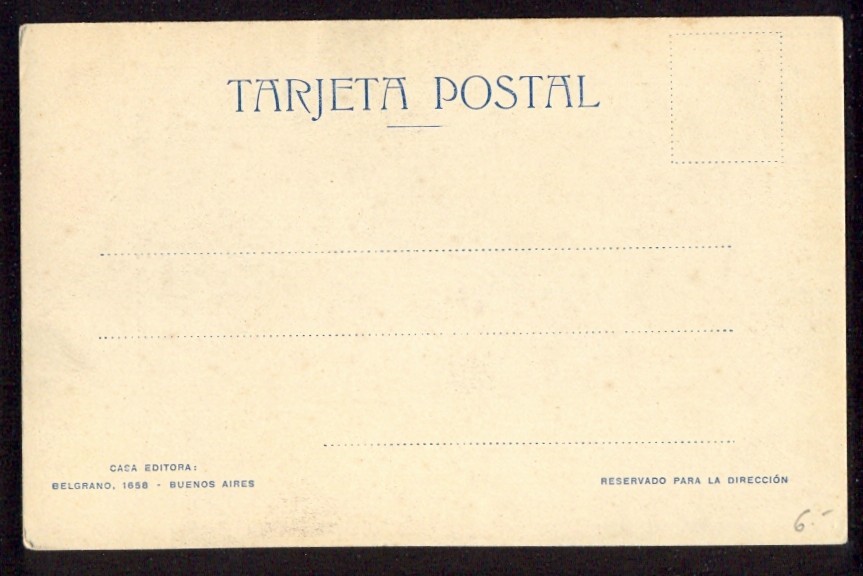 TARJETA POSTAL
CASA EDITORA:
BELGRANO, 1658 - BUENOS AIRES
RESERVADO PARA LA DIRECCIÓN
6.-